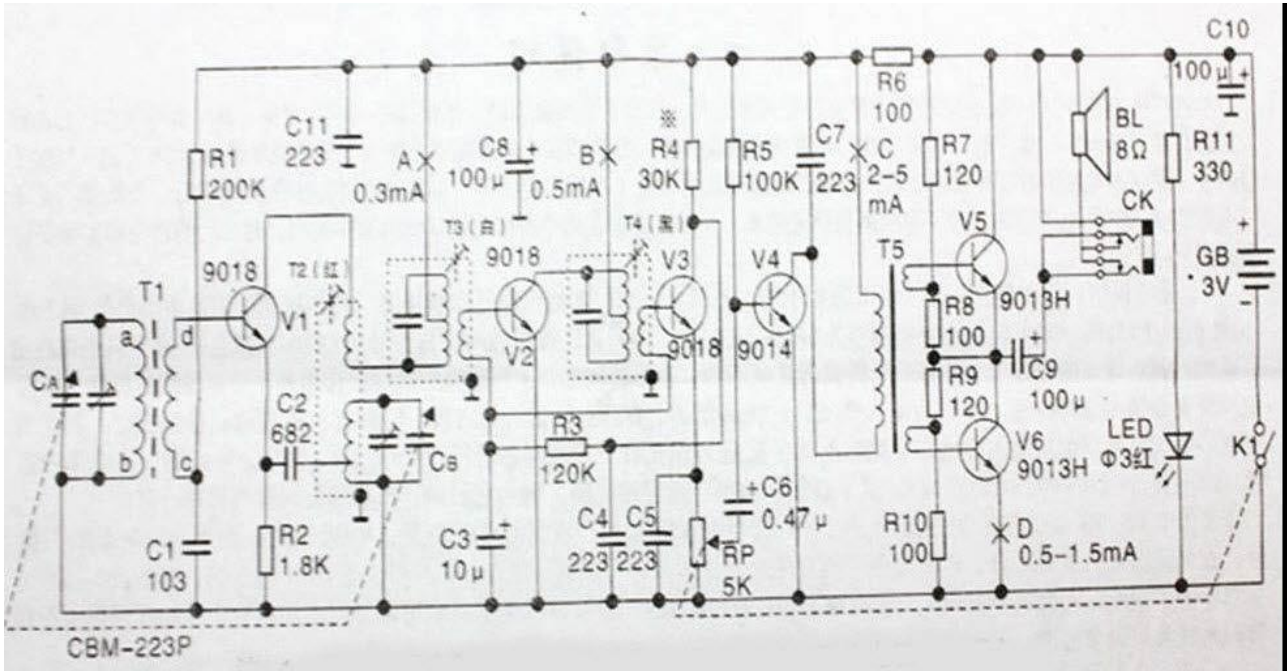 C10
100μ +
R6
100
C11
223
A
0.3mA
C8 +
100μ
B
0.5mA
※
R4
30K
R5
100K
C7
223
C
2-5
mA
R7
120
BL
8Ω
R11
330
R1
200K
CK
T3(白)
T4(黑)
9018
T2(红)
9018
V3
V4
V5
T5
9013H
GB
3V
+
-
T1
V1
V2
9018
9014
R8
100
a
d
CA
b
c
C2
682
CB
R3
120K
R9
120
+
C9
100μ
V6
9013H
LED
Φ3红
K1
C1
103
R2
1.8K
C3
10μ
+
C4
223
C5
223
+ C6
0.47μ
RP
5K
R10
100
D
0.5-1.5mA
CBM-223P